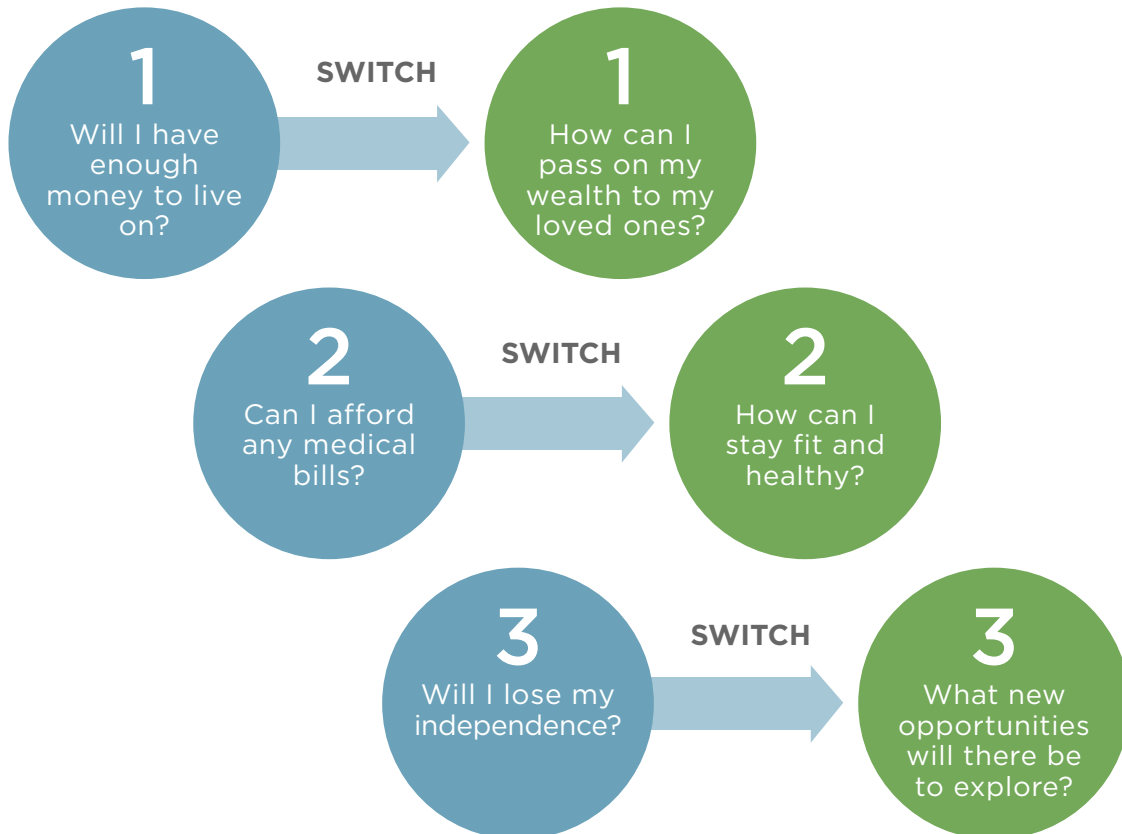 1
Will I have
enough
money to live
on?
SWITCH
1
How can I
pass on my
wealth to my
loved ones?
2
Can I afford
any medical
bills?
SWITCH
2
How can I
stay fit and
healthy?
3
Will I lose my
independence?
SWITCH
3
What new
opportunities
will there be
to explore?